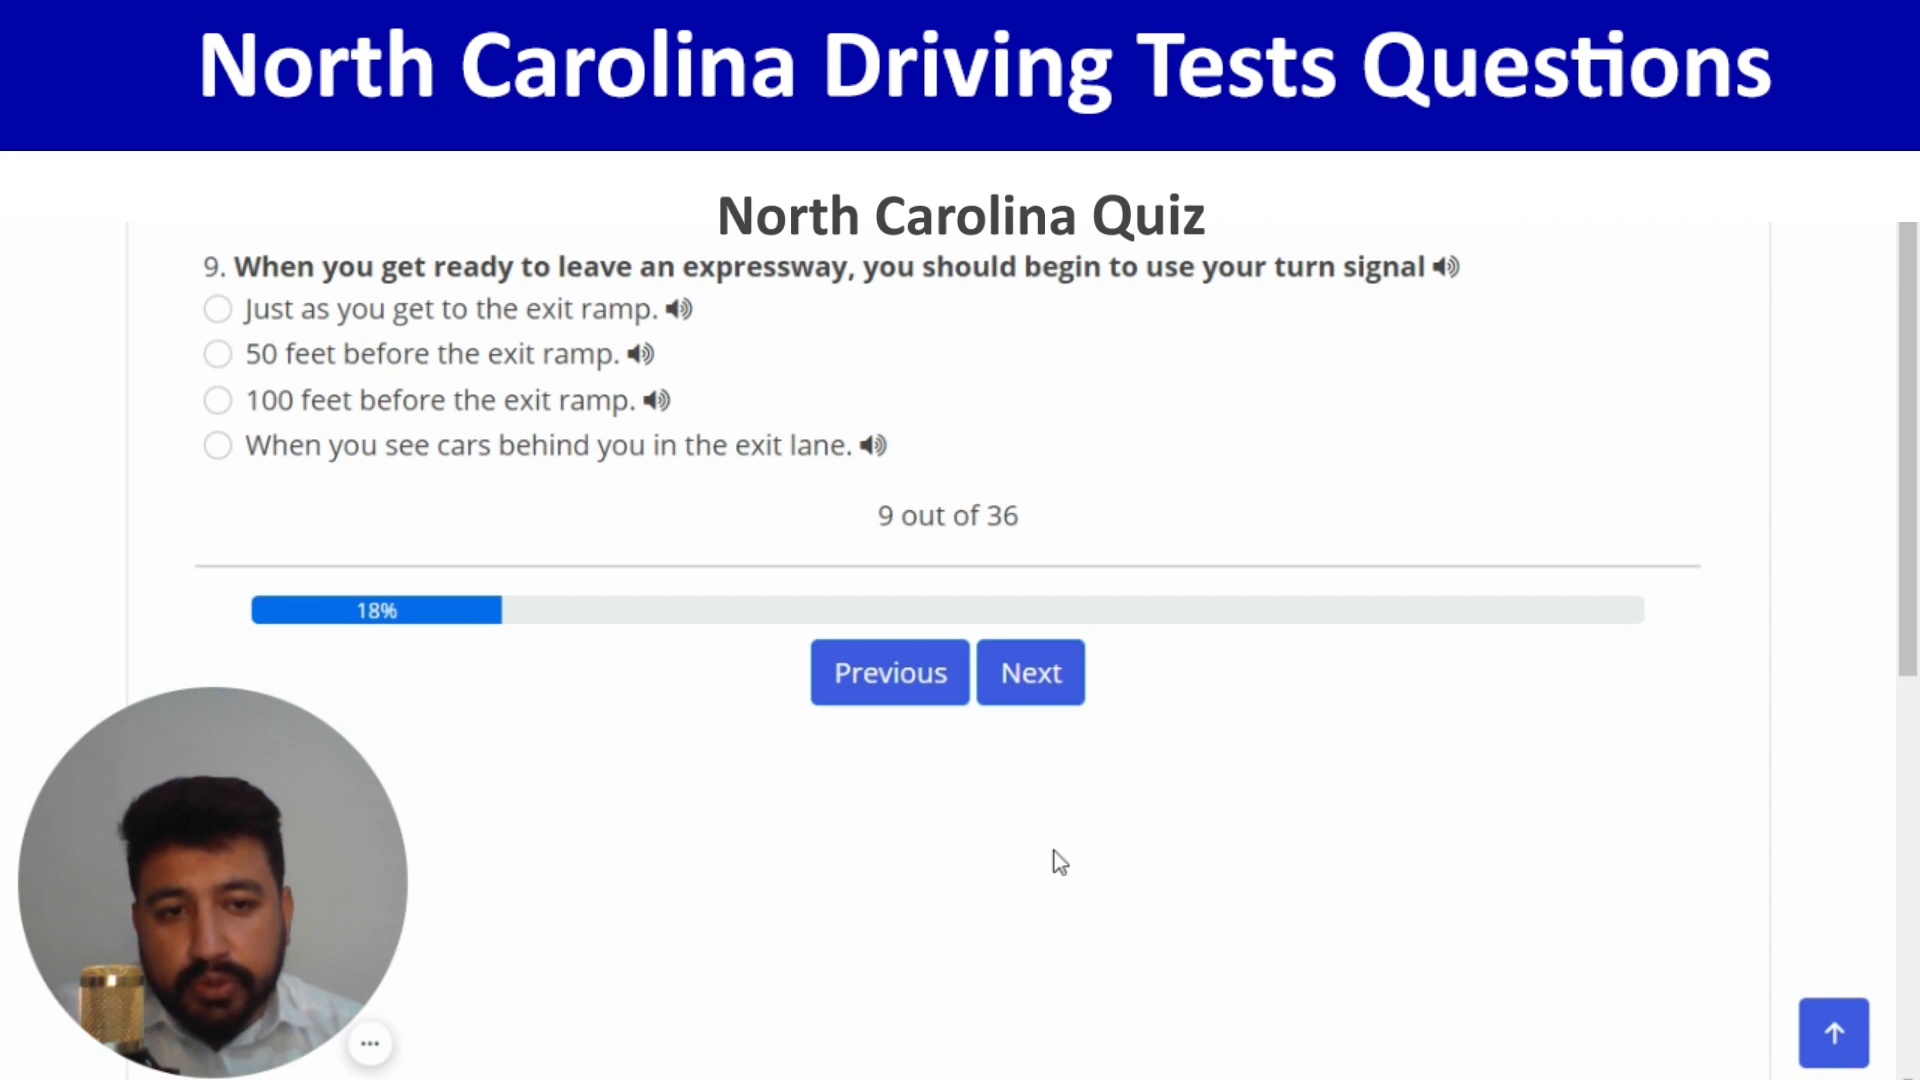 North Carolina Driving Tests Questions
North Carolina Quiz
9. When you get ready to leave an expressway, you should begin to use your turn signal
Just as you get to the exit ramp.
50 feet before the exit ramp.
100 feet before the exit ramp.
When you see cars behind you in the exit lane.
9 out of 36
18%
Previous Next